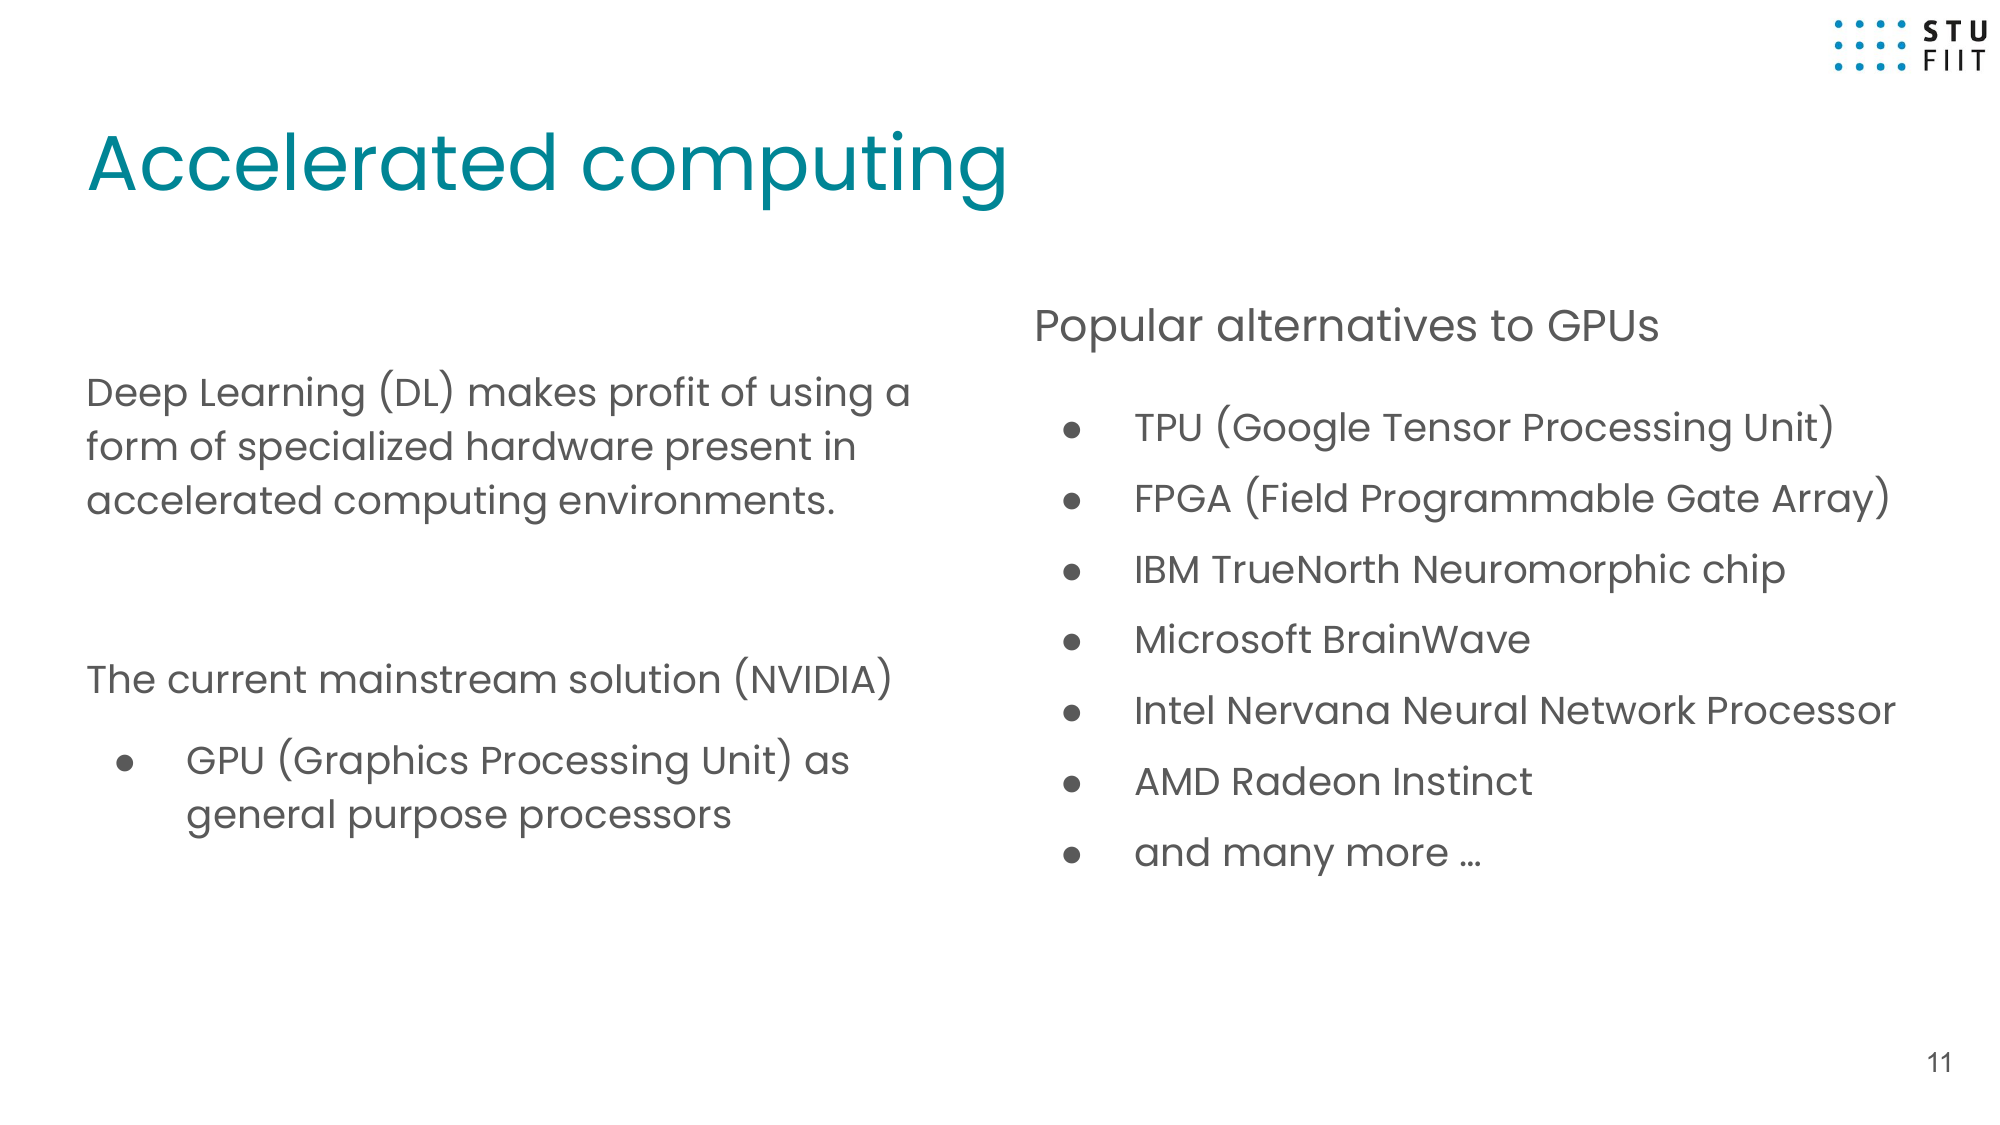 STU
FIIT
Accelerated computing
Deep Learning (DL) makes profit of using a
form of specialized hardware present in
accelerated computing environments.
The current mainstream solution (NVIDIA)
● GPU (Graphics Processing Unit) as
general purpose processors
Popular alternatives to GPUs
● TPU (Google Tensor Processing Unit)
● FPGA (Field Programmable Gate Array)
● IBM TrueNorth Neuromorphic chip
● Microsoft BrainWave
● Intel Nervana Neural Network Processor
● AMD Radeon Instinct
● and many more …
11